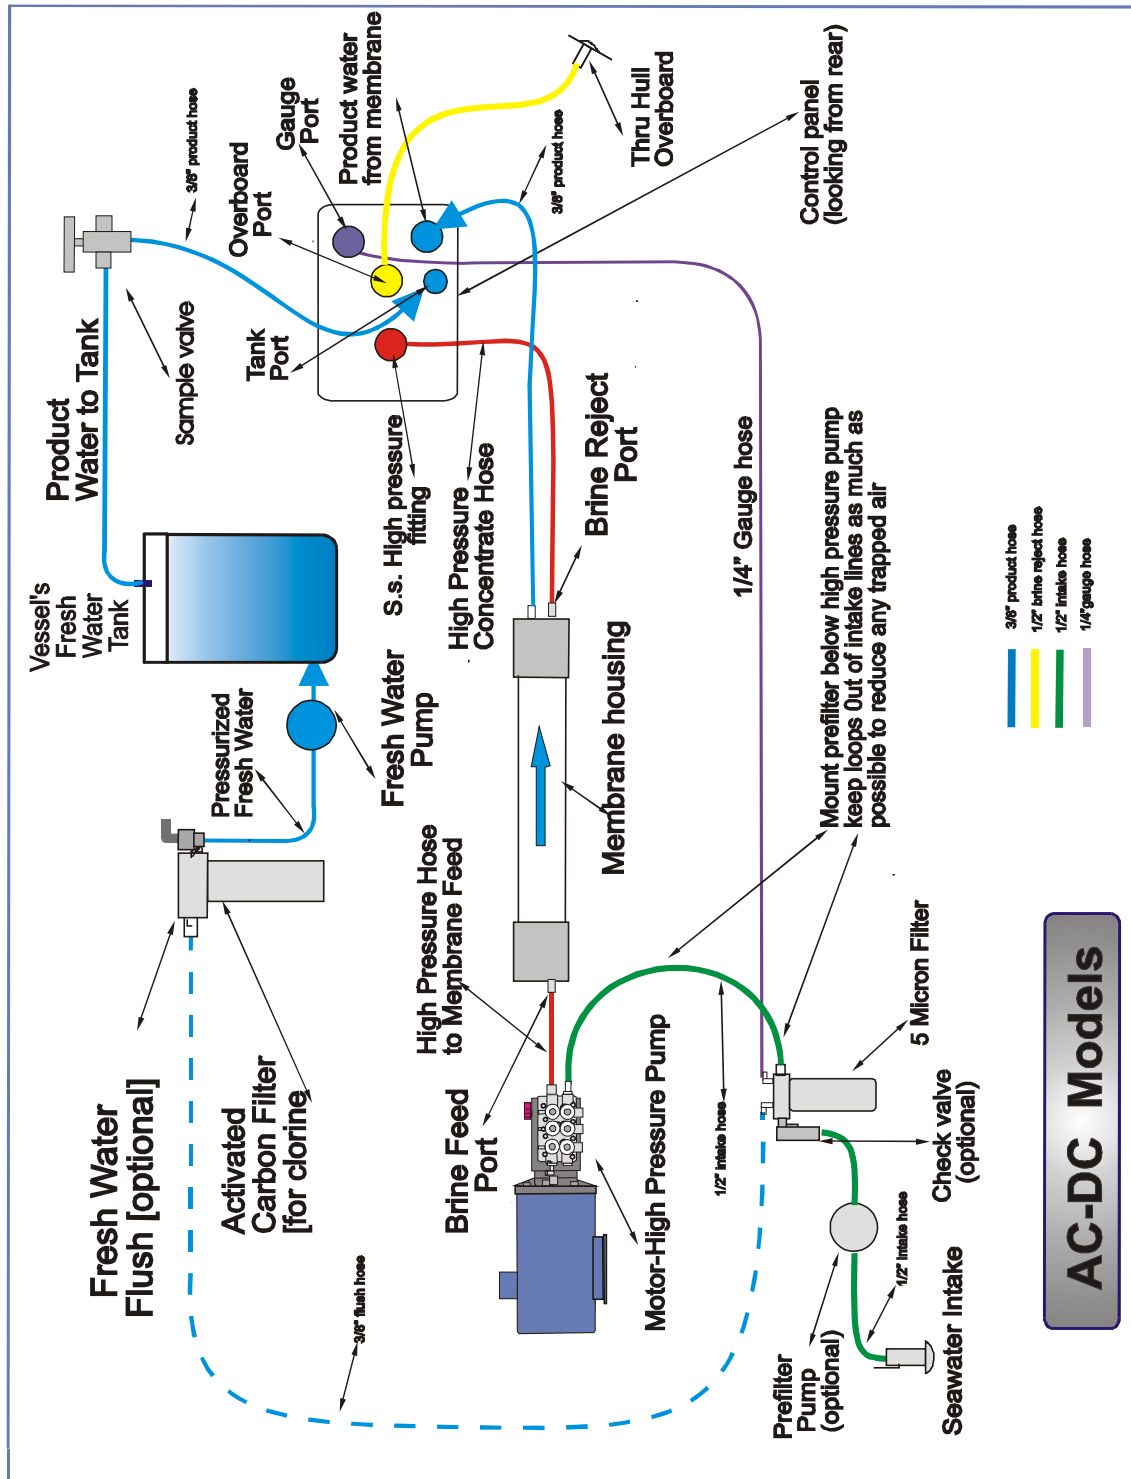 Fresh Water
Flush [optional]
Activated
Carbon Filter
[for clorine]
Pressurized
Fresh Water
Vessel's
Fresh
Water
Tank
Product
Water to Tank
Sample valve
3/8" product hose
Fresh Water
Pump
Overboard
Port
Gauge
Port
Product water
from membrane
Tank
Port
S.s. High pressure
fitting
High Pressure
Concentrate Hose
3/8" product hose
Thru Hull
Overboard
Control panel
(looking from rear)
Brine Reject
Port
3/8" flush hose
High Pressure Hose
to Membrane Feed
Brine Feed
Port
Membrane housing
Motor-High Pressure Pump
1/2" intake hose
1/4" Gauge hose
Prefilter
Pump
(optional)
Mount prefilter below high pressure pump
keep loops 0ut of intake lines as much as
possible to reduce any trapped air
1/2" intake hose
5 Micron Filter
Check valve
(optional)
Seawater Intake
3/8" product hose
1/2" brine reject hose
1/2" intake hose
1/4"gauge hose
AC-DC Models